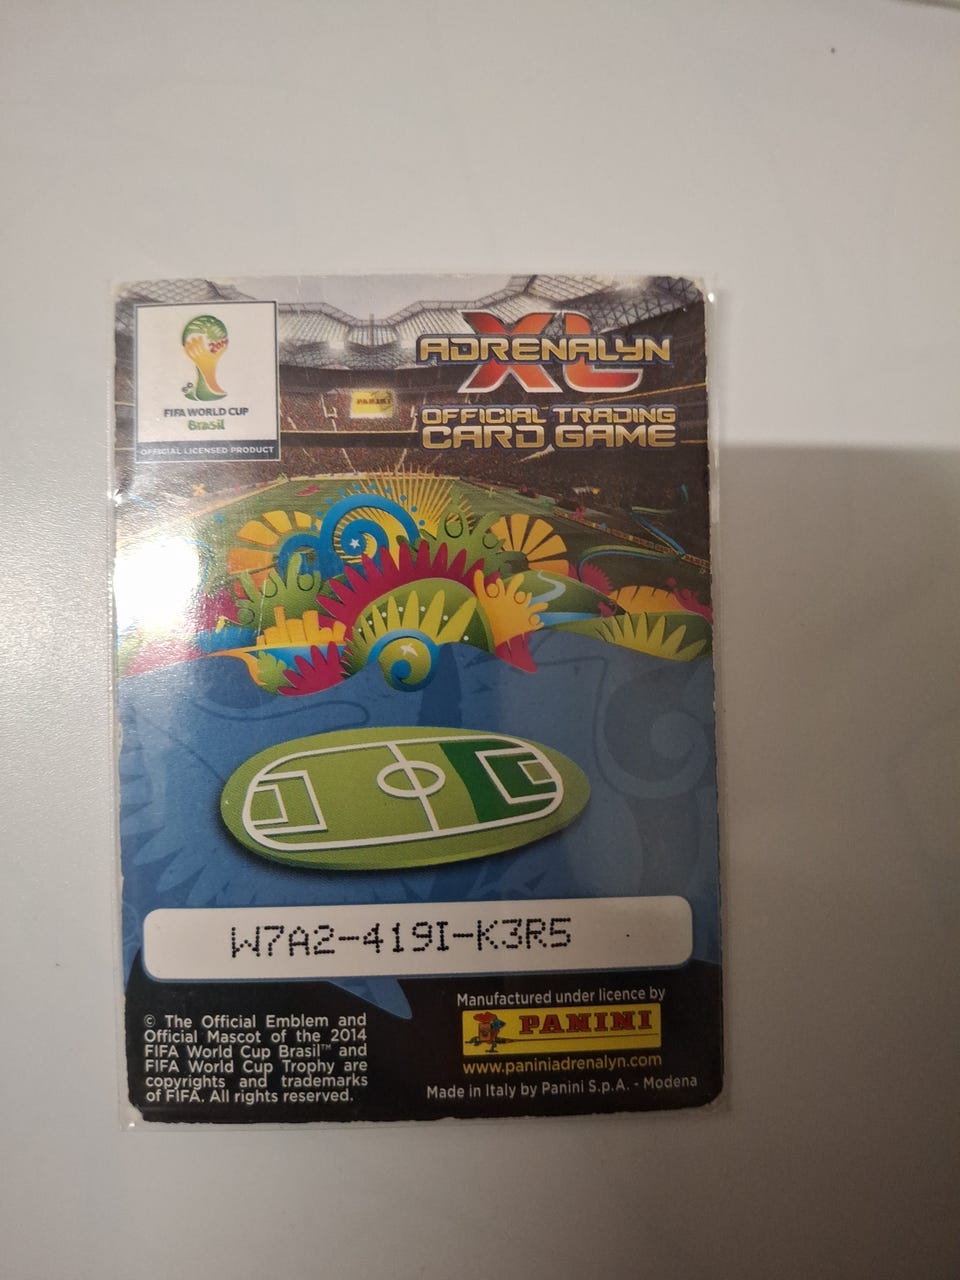 2014
FIFA WORLD CUP
Brasil
OFFICIAL LICENSED PRODUCT
ADRENALYN
XL
OFFICIAL TRADING
CARD GAME
PANINI
W7A2-419I-K3R5
© The Official Emblem and
Official Mascot of the 2014
FIFA World Cup Brasil™ and
FIFA World Cup Trophy are
copyrights and trademarks
of FIFA. All rights reserved.
Manufactured under licence by
PANINI
www.paniniadrenalyn.com
Made in Italy by Panini S.p.A. - Modena